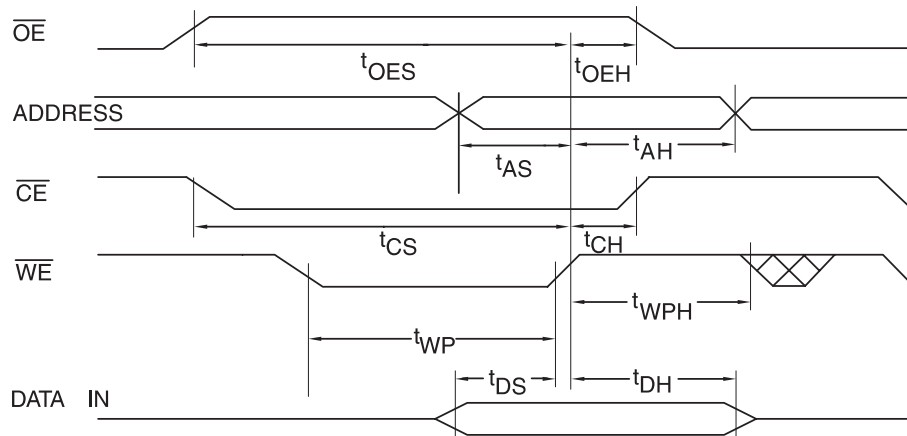 OE
tOES
tOEH
ADDRESS
tAS
tAH
CE
tCS
tCH
WE
tWPH
tWP
tDS
tDH
DATA IN